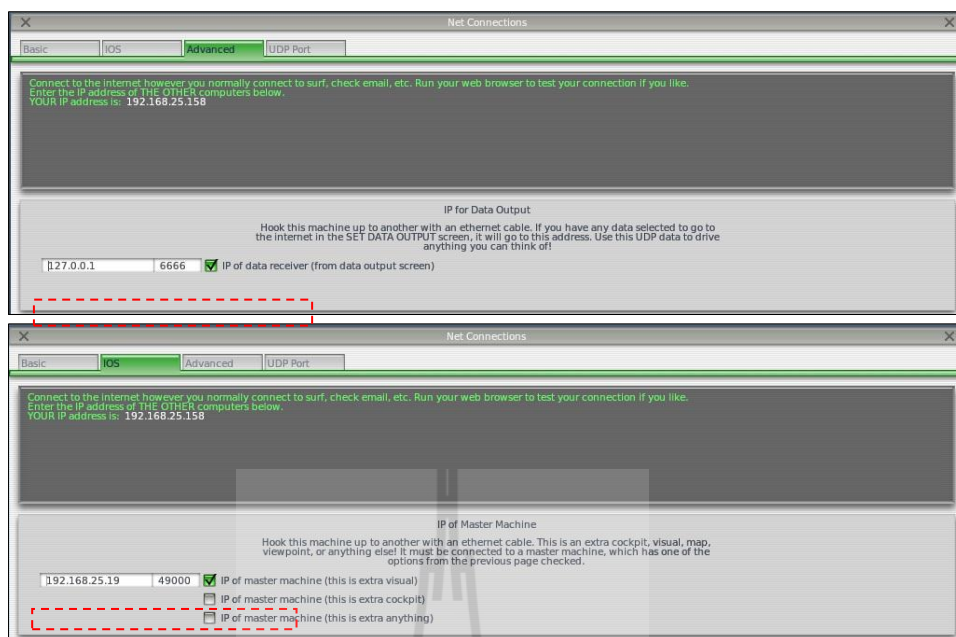 Net Connections
Basic
IOS
Advanced
UDP Port
Connect to the internet however you normally connect to surf, check email, etc. Run your web browser to test your connection if you like.
Enter the IP address of THE OTHER computers below.
YOUR IP address is: 192.168.25.158
IP for Data Output
Hook this machine up to another with an ethernet cable. If you have any data selected to go to
the internet in the SET DATA OUTPUT screen, it will go to this address. Use this UDP data to drive
anything you can think of!
127.0.0.1 6666 IP of data receiver (from data output screen)
Net Connections
Basic
IOS
Advanced
UDP Port
Connect to the internet however you normally connect to surf, check email, etc. Run your web browser to test your connection if you like.
Enter the IP address of THE OTHER computers below.
YOUR IP address is: 192.168.25.158
IP of Master Machine
Hook this machine up to another with an ethernet cable. This is an extra cockpit, visual, map,
viewpoint, or anything else! It must be connected to a master machine, which has one of the
options from the previous page checked.
192.168.25.19 49000 IP of master machine (this is extra visual)
IP of master machine (this is extra cockpit)
IP of master machine (this is extra anything)